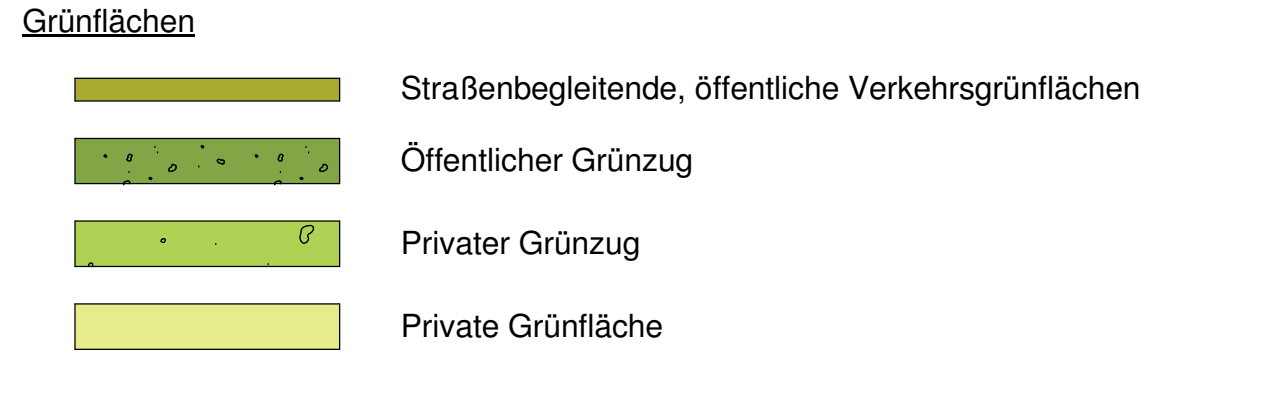 Grünflächen
Straßenbegleitende, öffentliche Verkehrsgrünflächen
Öffentlicher Grünzug
Privater Grünzug
Private Grünfläche